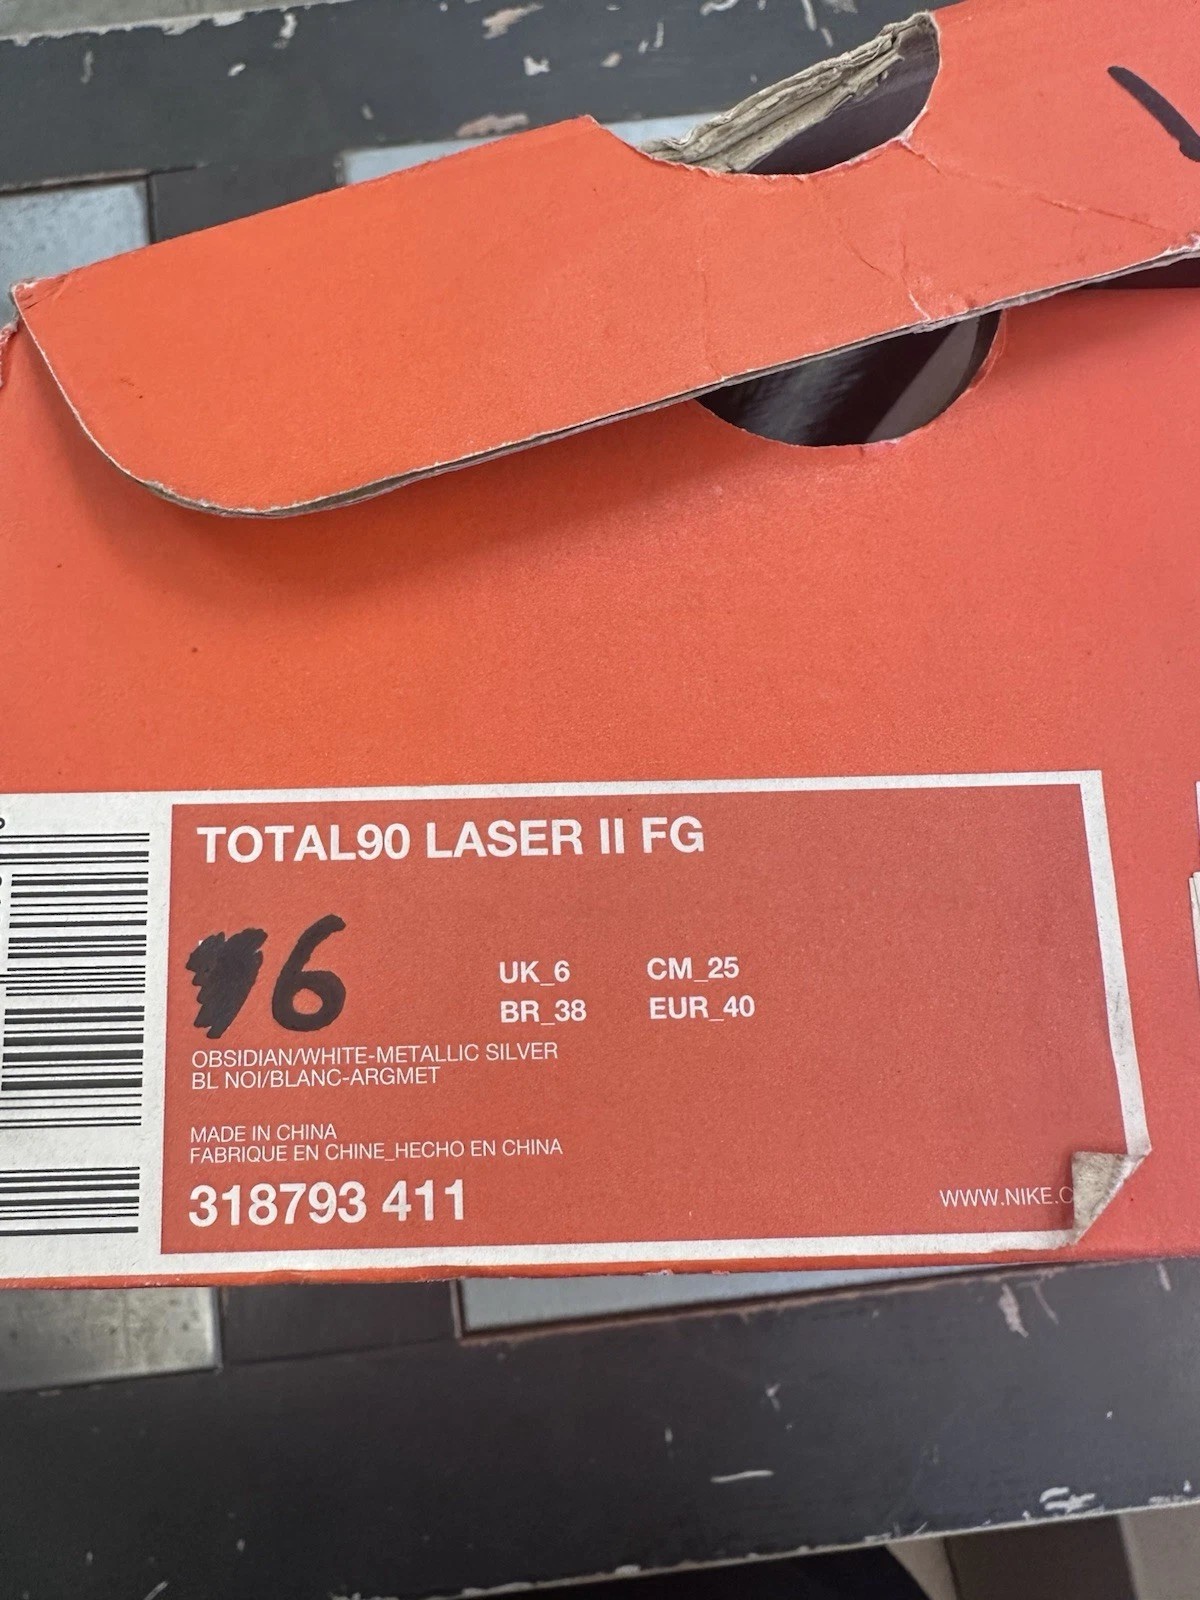 TOTAL90 LASER II FG
6
UK_6 CM_25
BR_38 EUR_40
OBSIDIAN/WHITE-METALLIC SILVER
BL NOI/BLANC-ARGMET
MADE IN CHINA
FABRIQUE EN CHINE_HECHO EN CHINA
318793 411
WWW.NIKE.C